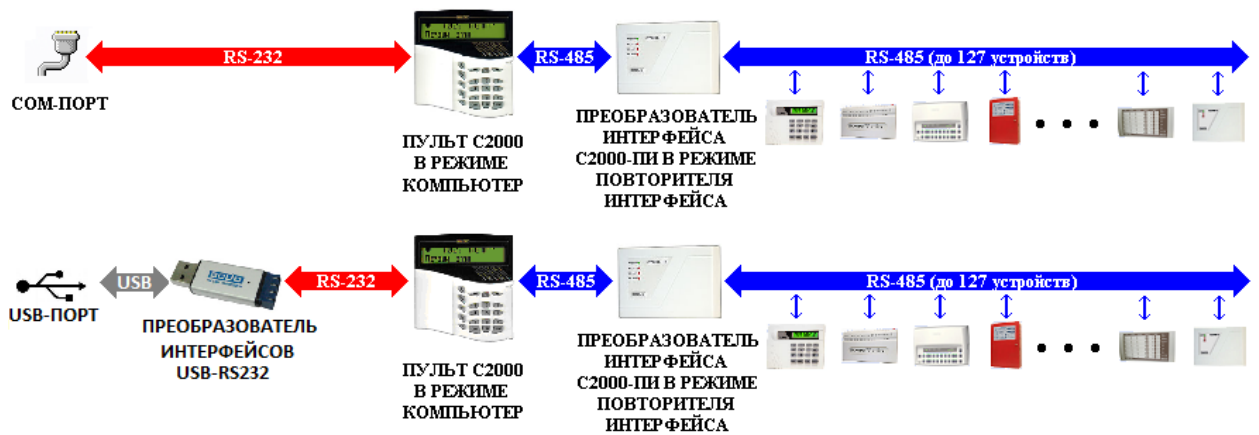 RS-232
RS-485
RS-485 (до 127 устройств)
COM-ПОРТ
ПУЛЬТ С2000
В РЕЖИМЕ
КОМПЬЮТЕР
ПРЕОБРАЗОВАТЕЛЬ
ИНТЕРФЕЙСА
С2000-ПИ В РЕЖИМЕ
ПОВТОРИТЕЛЯ
ИНТЕРФЕЙСА
USB
RS-232
RS-485
RS-485 (до 127 устройств)
USB-ПОРТ
ПРЕОБРАЗОВАТЕЛЬ
ИНТЕРФЕЙСОВ
USB-RS232
ПУЛЬТ С2000
В РЕЖИМЕ
КОМПЬЮТЕР
ПРЕОБРАЗОВАТЕЛЬ
ИНТЕРФЕЙСА
С2000-ПИ В РЕЖИМЕ
ПОВТОРИТЕЛЯ
ИНТЕРФЕЙСА